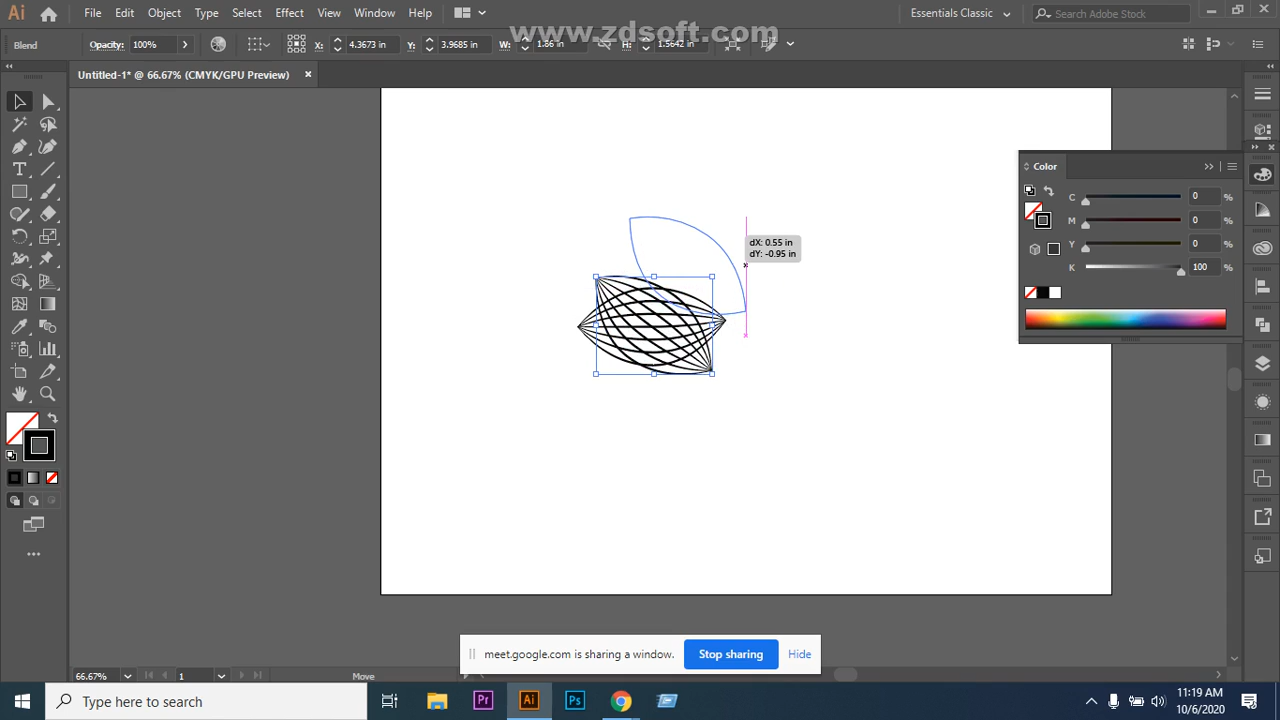 Ai File Edit Object Type Select Effect View Window Help Essentials Classic Search Adobe Stock
www.zdsoft.com
Blend Opacity: 100% X: 4.3673 in Y: 3.9685 in W: 1.86 in H: 1.5642 in
Untitled-1* @ 66.67% (CMYK/GPU Preview)
Color
C 0 %
M 0 %
Y 0 %
K 100 %
dX: 0.55 in
dY: -0.95 in
T
meet.google.com is sharing a window. Stop sharing Hide
66.67% 1 Move
Type here to search Pr Ai Ps
11:19 AM
10/6/2020